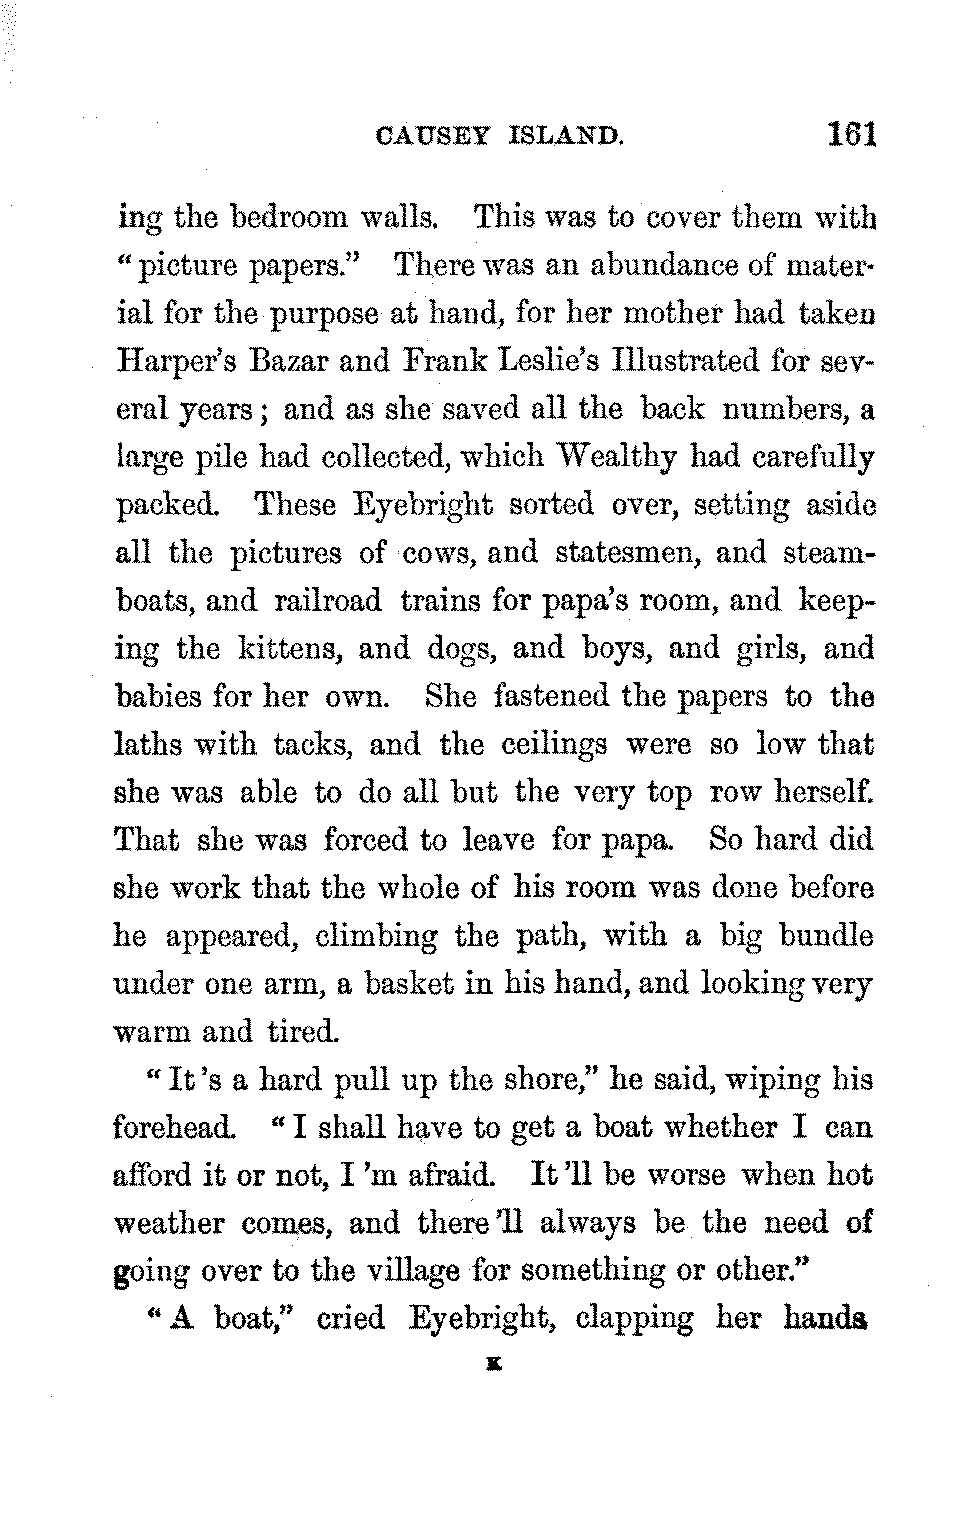 CAUSEY ISLAND. 161
ing the bedroom walls. This was to cover them with
“picture papers.” There was an abundance of mater-
ial for the purpose at hand, for her mother had taken
Harper's Bazar and Frank Leslie's Illustrated for sev-
eral years; and as she saved all the back numbers, a
large pile had collected, which Wealthy had carefully
packed. These Eyebright sorted over, setting aside
all the pictures of cows, and statesmen, and steam-
boats, and railroad trains for papa's room, and keep-
ing the kittens, and dogs, and boys, and girls, and
babies for her own. She fastened the papers to the
laths with tacks, and the ceilings were so low that
she was able to do all but the very top row herself.
That she was forced to leave for papa. So hard did
she work that the whole of his room was done before
he appeared, climbing the path, with a big bundle
under one arm, a basket in his hand, and looking very
warm and tired.
“It 's a hard pull up the shore,” he said, wiping his
forehead. “I shall have to get a boat whether I can
afford it or not, I 'm afraid. It 'll be worse when hot
weather comes, and there 'll always be the need of
going over to the village for something or other.”
“A boat,” cried Eyebright, clapping her hands
K